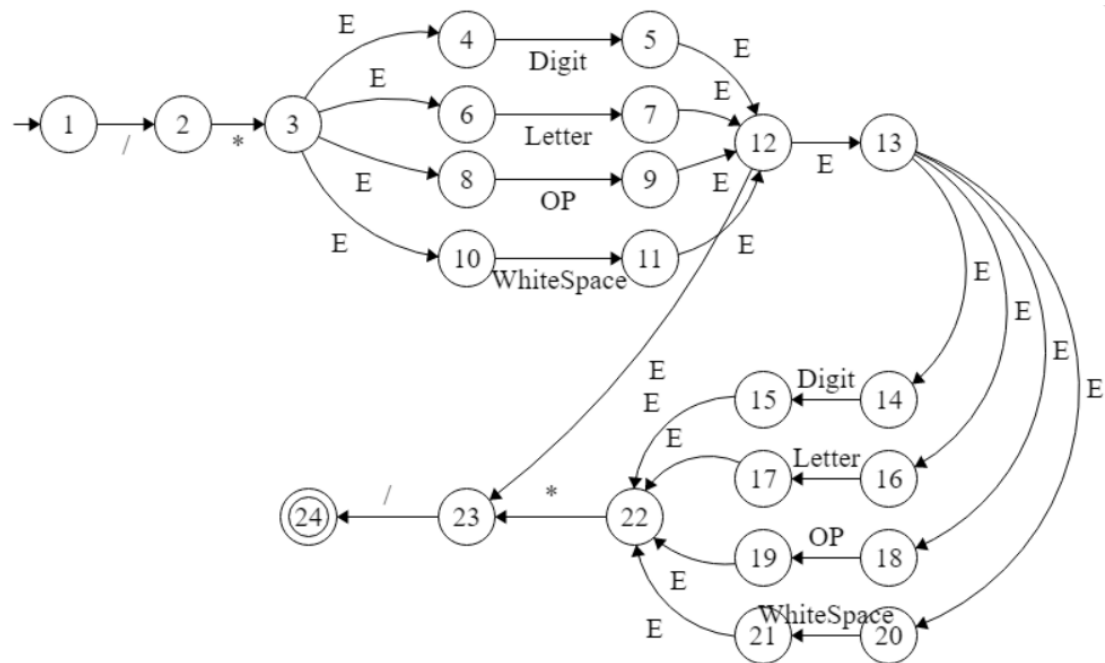 E 4 Digit 5 E
E 6 Letter 7 E
1 / 2 * 3 12 E 13
E 8 OP 9 E
E 10 WhiteSpace 11 E
E
E
E
E
E
E 15 Digit 14
E 17 Letter 16
24 / 23 * 22
E 19 OP 18
E 21 WhiteSpace 20